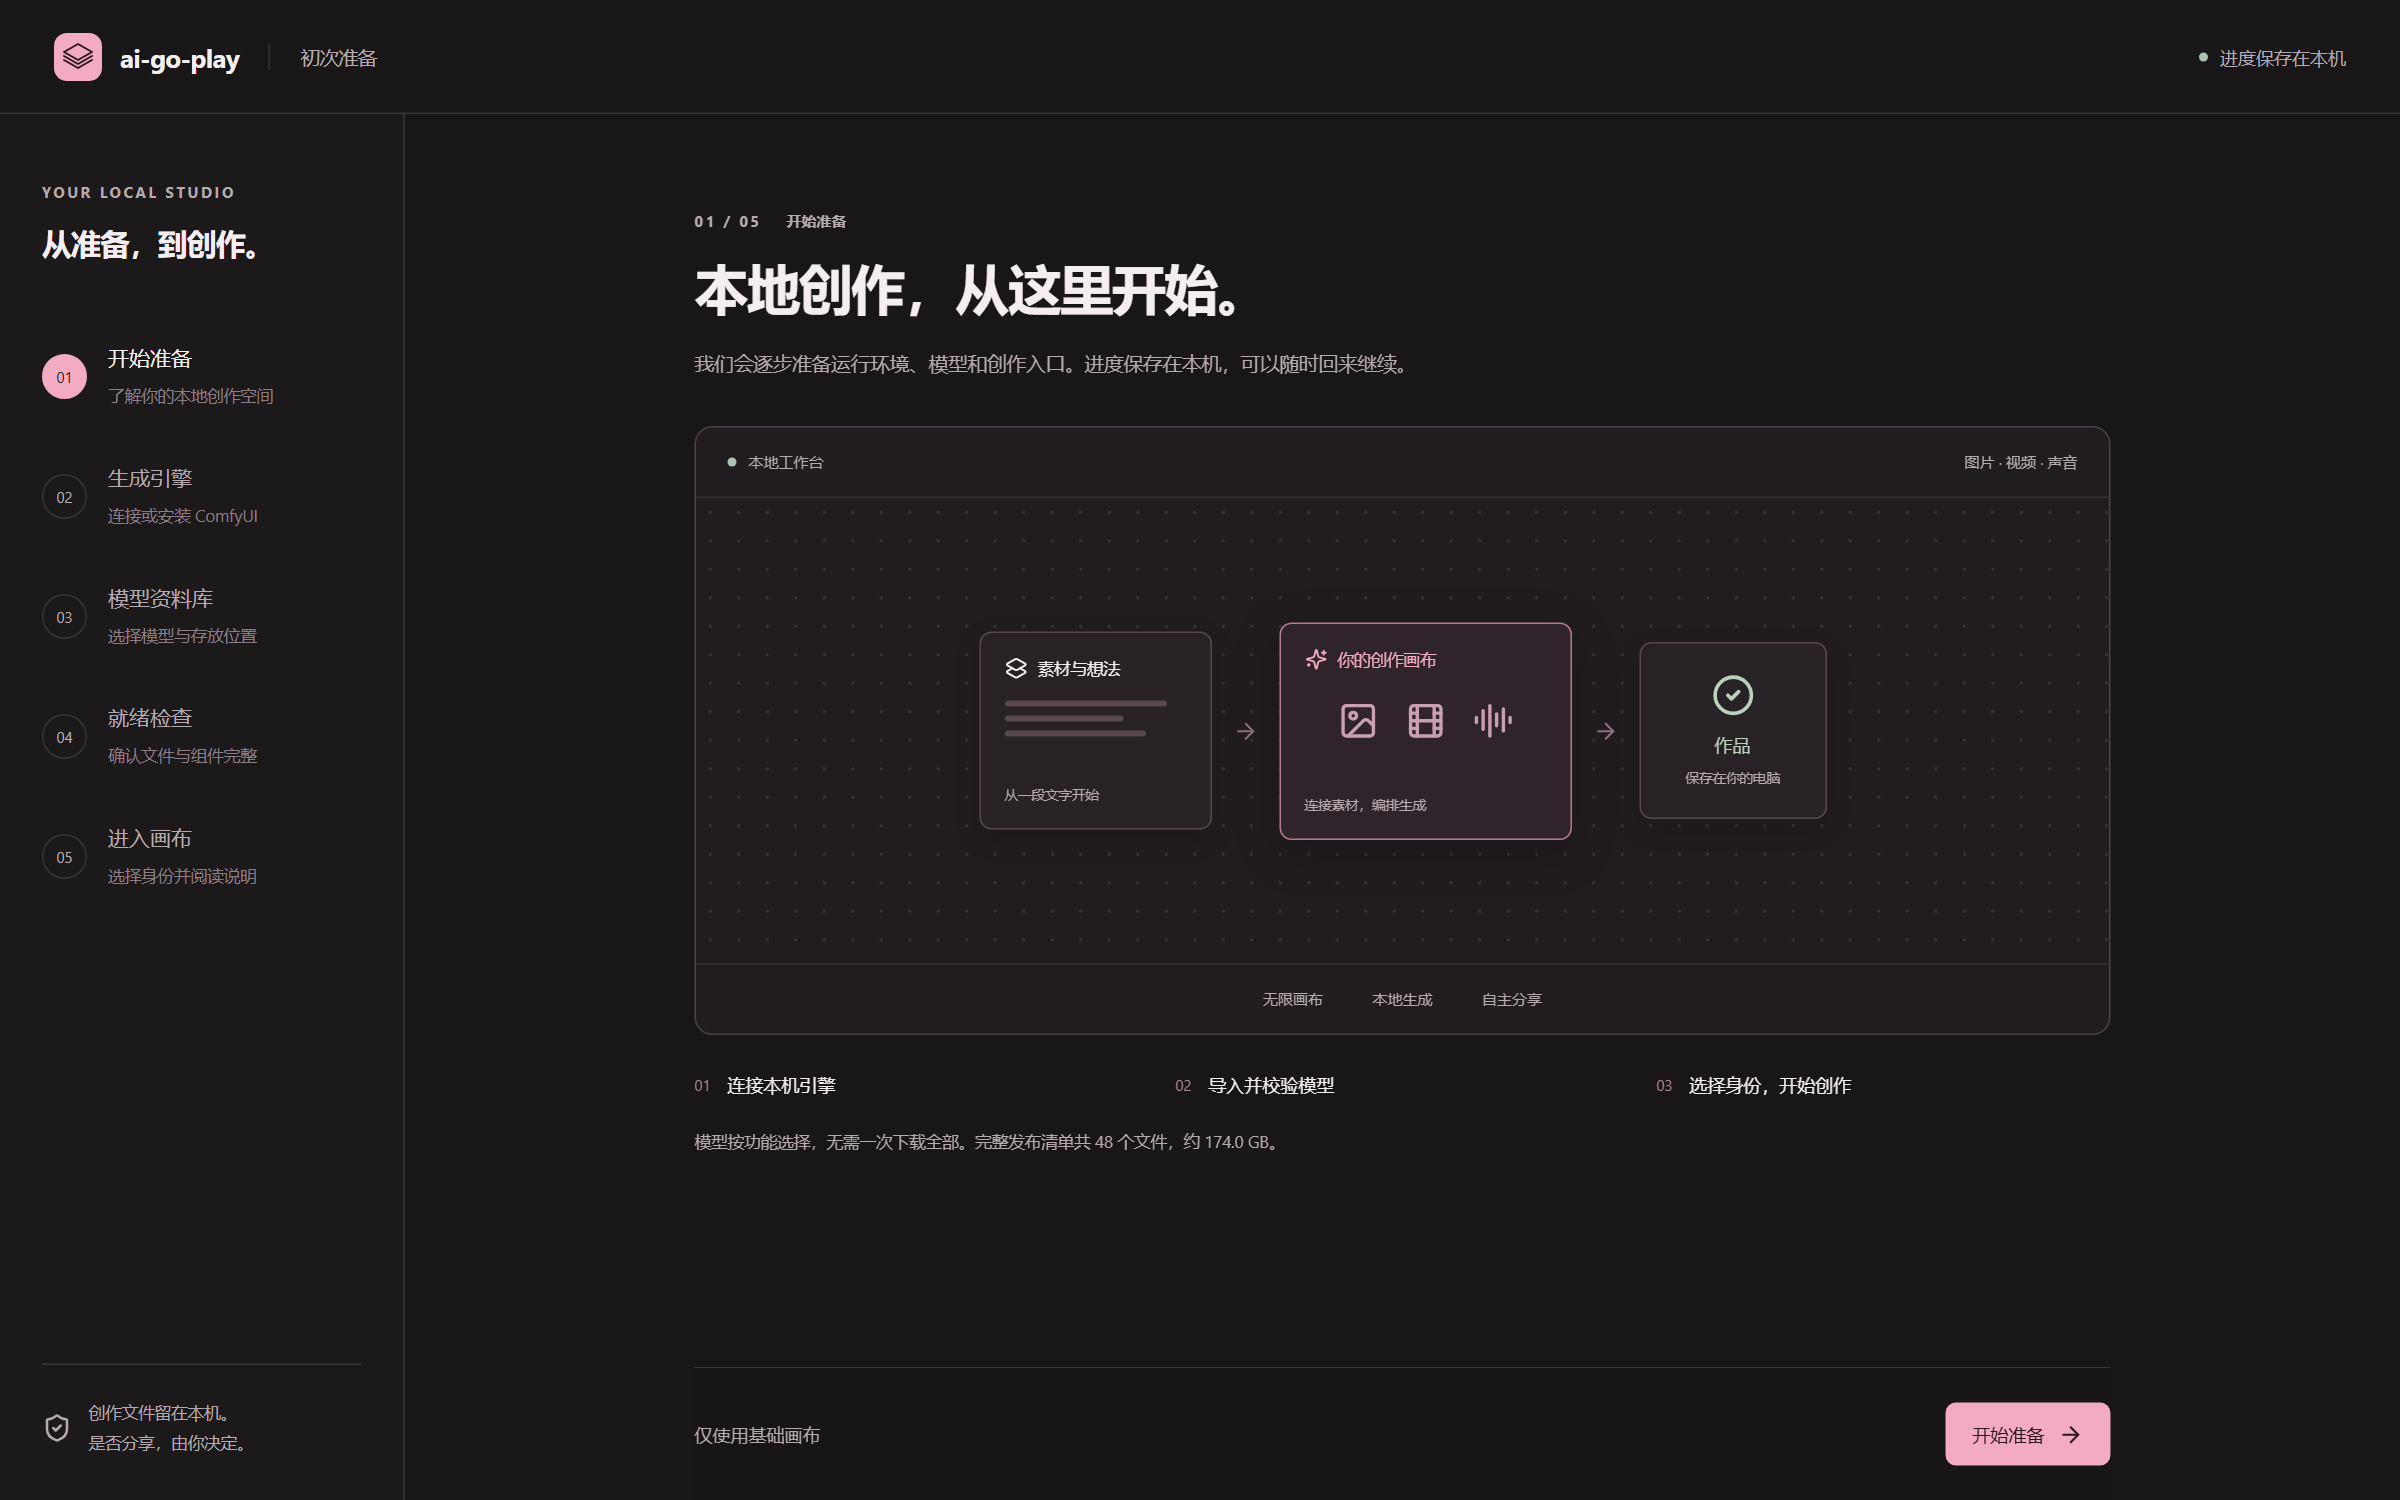 ai-go-play
初次准备
进度保存在本机
YOUR LOCAL STUDIO
从准备，到创作。
01
开始准备
了解你的本地创作空间
02
生成引擎
连接或安装 ComfyUI
03
模型资料库
选择模型与存放位置
04
就绪检查
确认文件与组件完整
05
进入画布
选择身份并阅读说明
创作文件留在本机。
是否分享，由你决定。
01 / 05 开始准备
本地创作，从这里开始。
我们会逐步准备运行环境、模型和创作入口。进度保存在本机，可以随时回来继续。
本地工作台
图片 · 视频 · 声音
素材与想法
从一段文字开始
你的创作画布
连接素材，编排生成
作品
保存在你的电脑
无限画布
本地生成
自主分享
01 连接本机引擎
02 导入并校验模型
03 选择身份，开始创作
模型按功能选择，无需一次下载全部。完整发布清单共 48 个文件，约 174.0 GB。
仅使用基础画布
开始准备